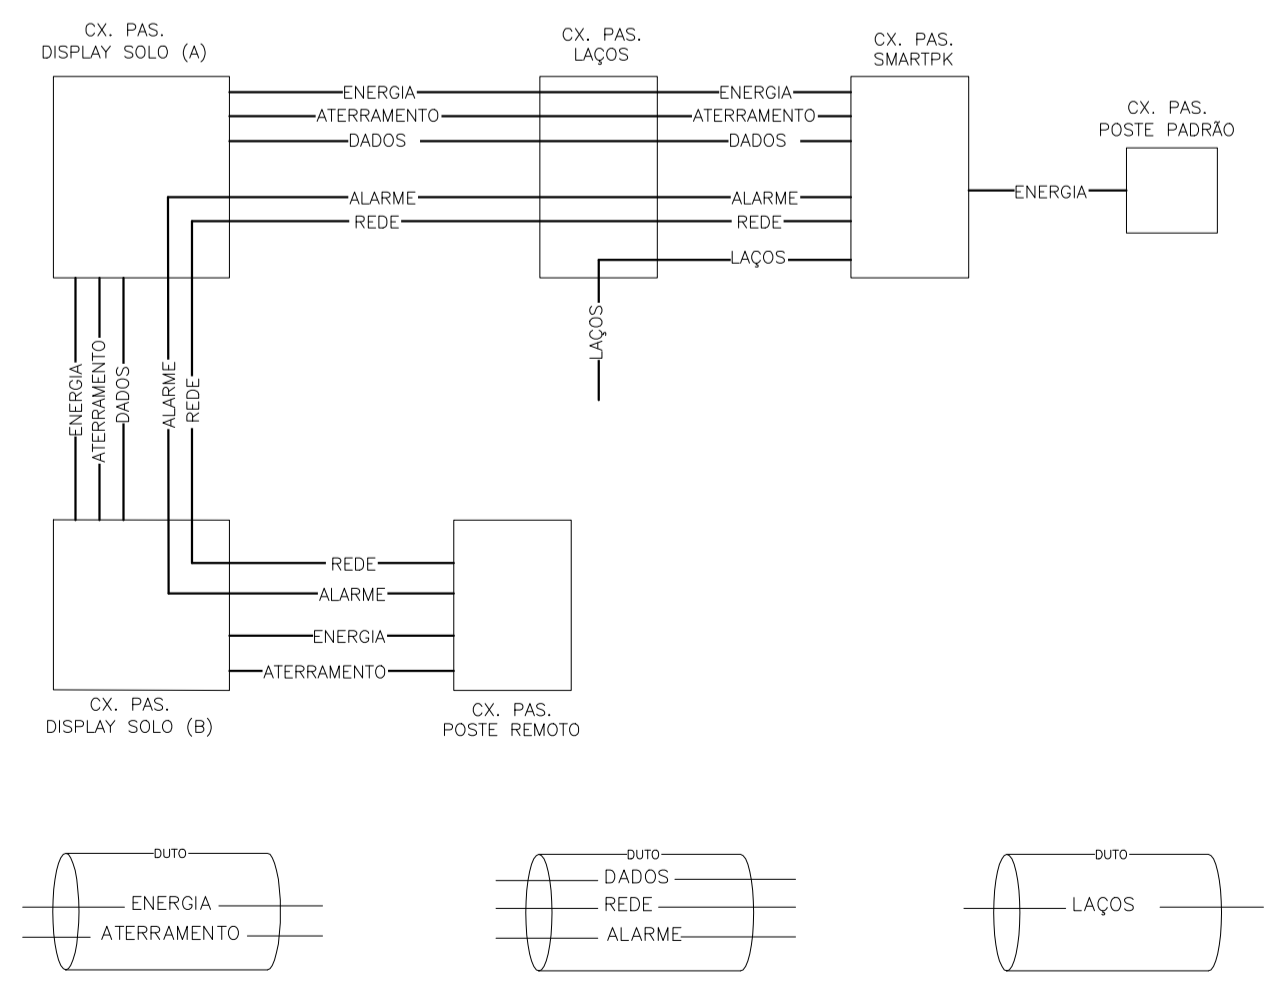 CX. PAS.
DISPLAY SOLO (A)
CX. PAS.
LAÇOS
CX. PAS.
SMARTPK
CX. PAS.
POSTE PADRÃO
ENERGIA
ENERGIA
ATERRAMENTO
ATERRAMENTO
DADOS
DADOS
ALARME
ALARME
REDE
REDE
ENERGIA
LAÇOS
LAÇOS
ENERGIA
ATERRAMENTO
DADOS
ALARME
REDE
REDE
ALARME
ENERGIA
ATERRAMENTO
CX. PAS.
DISPLAY SOLO (B)
CX. PAS.
POSTE REMOTO
DUTO
ENERGIA
ATERRAMENTO
DUTO
DADOS
REDE
ALARME
DUTO
LAÇOS